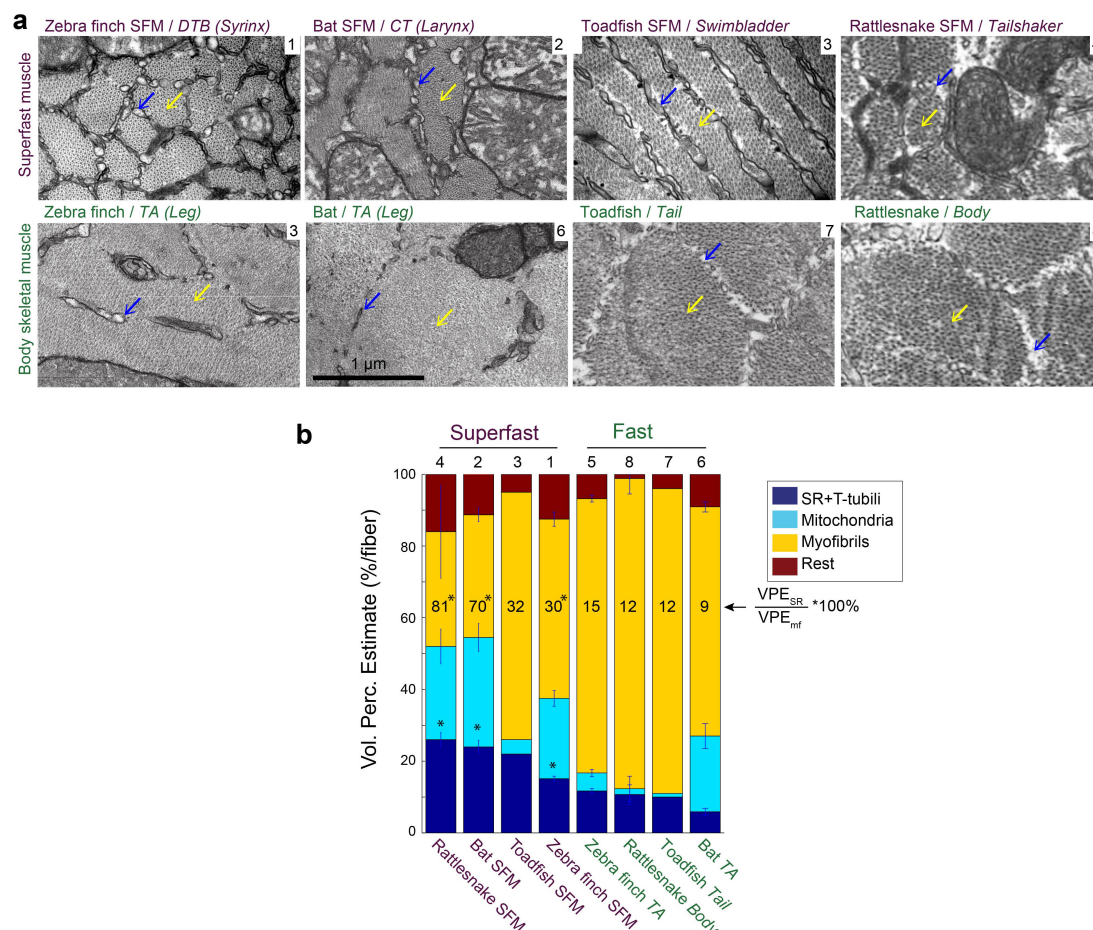 a
Zebra finch SFM / DTB (Syrinx)
Bat SFM / CT (Larynx)
Toadfish SFM / Swimbladder
Rattlesnake SFM / Tailshaker
Superfast muscle
1
2
3
Zebra finch / TA (Leg)
Bat / TA (Leg)
Toadfish / Tail
Rattlesnake / Body
Body skeletal muscle
3
6
7
1 µm
b
Superfast
Fast
4 2 3 1 5 8 7 6
Vol. Perc. Estimate (%/fiber)
100
80
60
40
20
0
81* 70* 32 30* 15 12 12 9
* * *
SR+T-tubili
Mitochondria
Myofibrils
Rest
VPE SR
VPE mf
*100%
Rattlesnake SFM
Bat SFM
Toadfish SFM
Zebra finch SFM
Zebra finch TA
Rattlesnake Body
Toadfish Tail
Bat TA